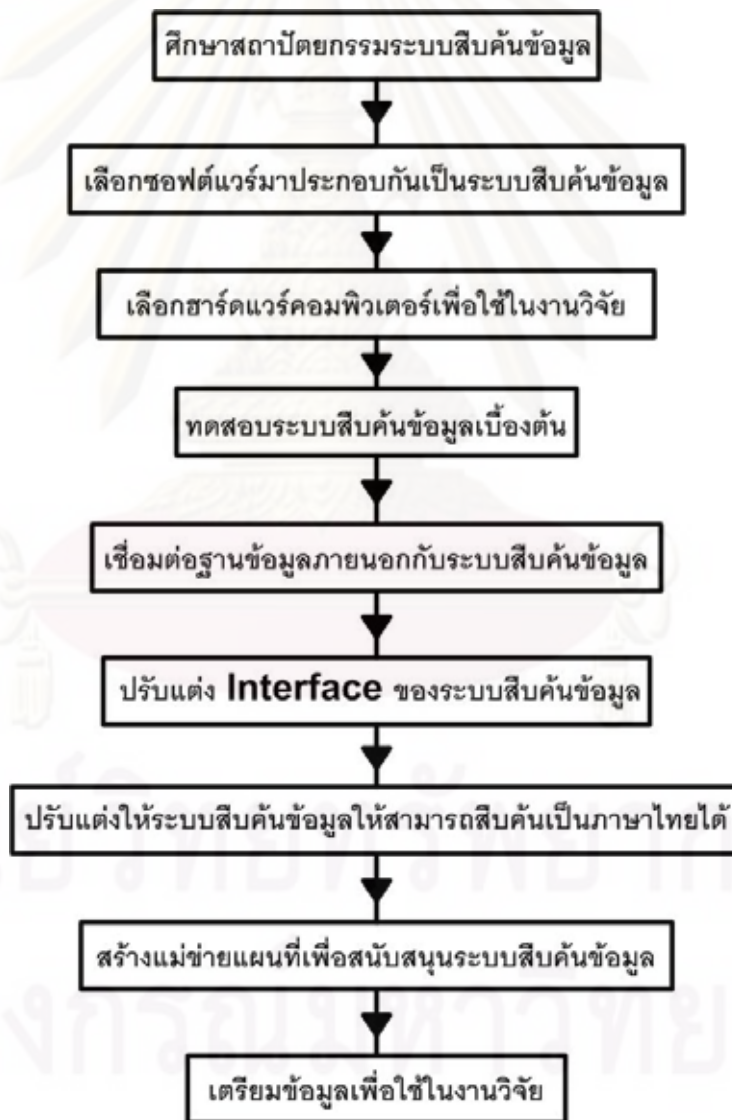 ศึกษาสถาปัตยกรรมระบบสืบค้นข้อมูล
เลือกซอฟต์แวร์มาประกอบกันเป็นระบบสืบค้นข้อมูล
เลือกฮาร์ดแวร์คอมพิวเตอร์เพื่อใช้ในงานวิจัย
ทดสอบระบบสืบค้นข้อมูลเบื้องต้น
เชื่อมต่อฐานข้อมูลภายนอกกับระบบสืบค้นข้อมูล
ปรับแต่ง Interface ของระบบสืบค้นข้อมูล
ปรับแต่งให้ระบบสืบค้นข้อมูลให้สามารถสืบค้นเป็นภาษาไทยได้
สร้างแม่ข่ายแผนที่เพื่อสนับสนุนระบบสืบค้นข้อมูล
เตรียมข้อมูลเพื่อใช้ในงานวิจัย